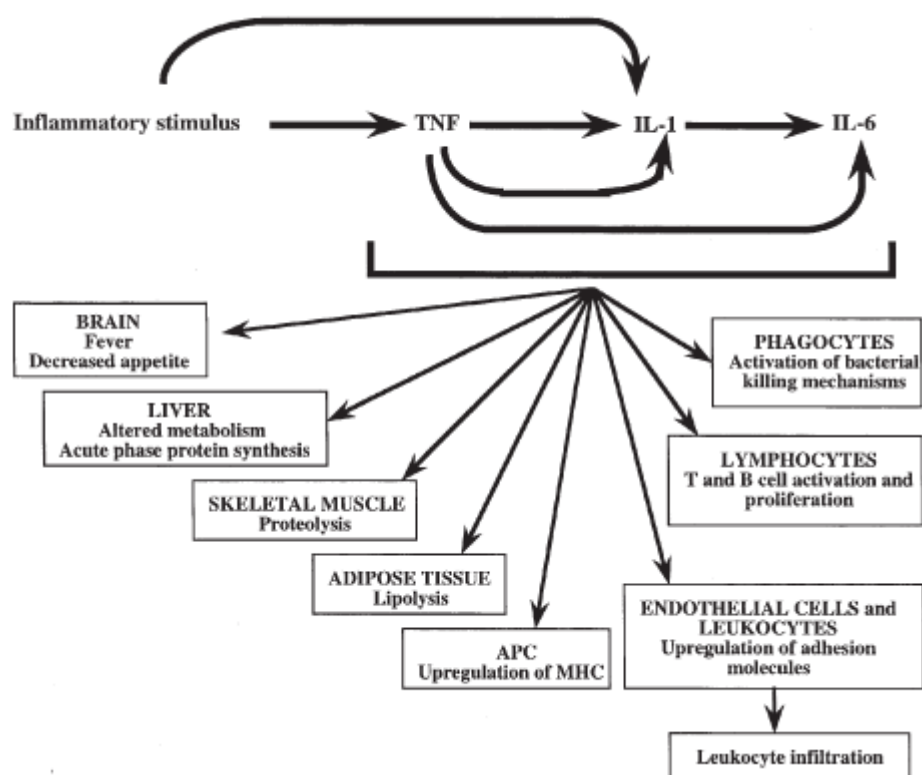 Inflammatory stimulus
TNF
IL-1
IL-6
BRAIN
Fever
Decreased appetite
PHAGOCYTES
Activation of bacterial
killing mechanisms
LIVER
Altered metabolism
Acute phase protein synthesis
LYMPHOCYTES
T and B cell activation and
proliferation
SKELETAL MUSCLE
Proteolysis
ADIPOSE TISSUE
Lipolysis
ENDOTHELIAL CELLS and
LEUKOCYTES
Upregulation of adhesion
molecules
APC
Upregulation of MHC
Leukocyte infiltration